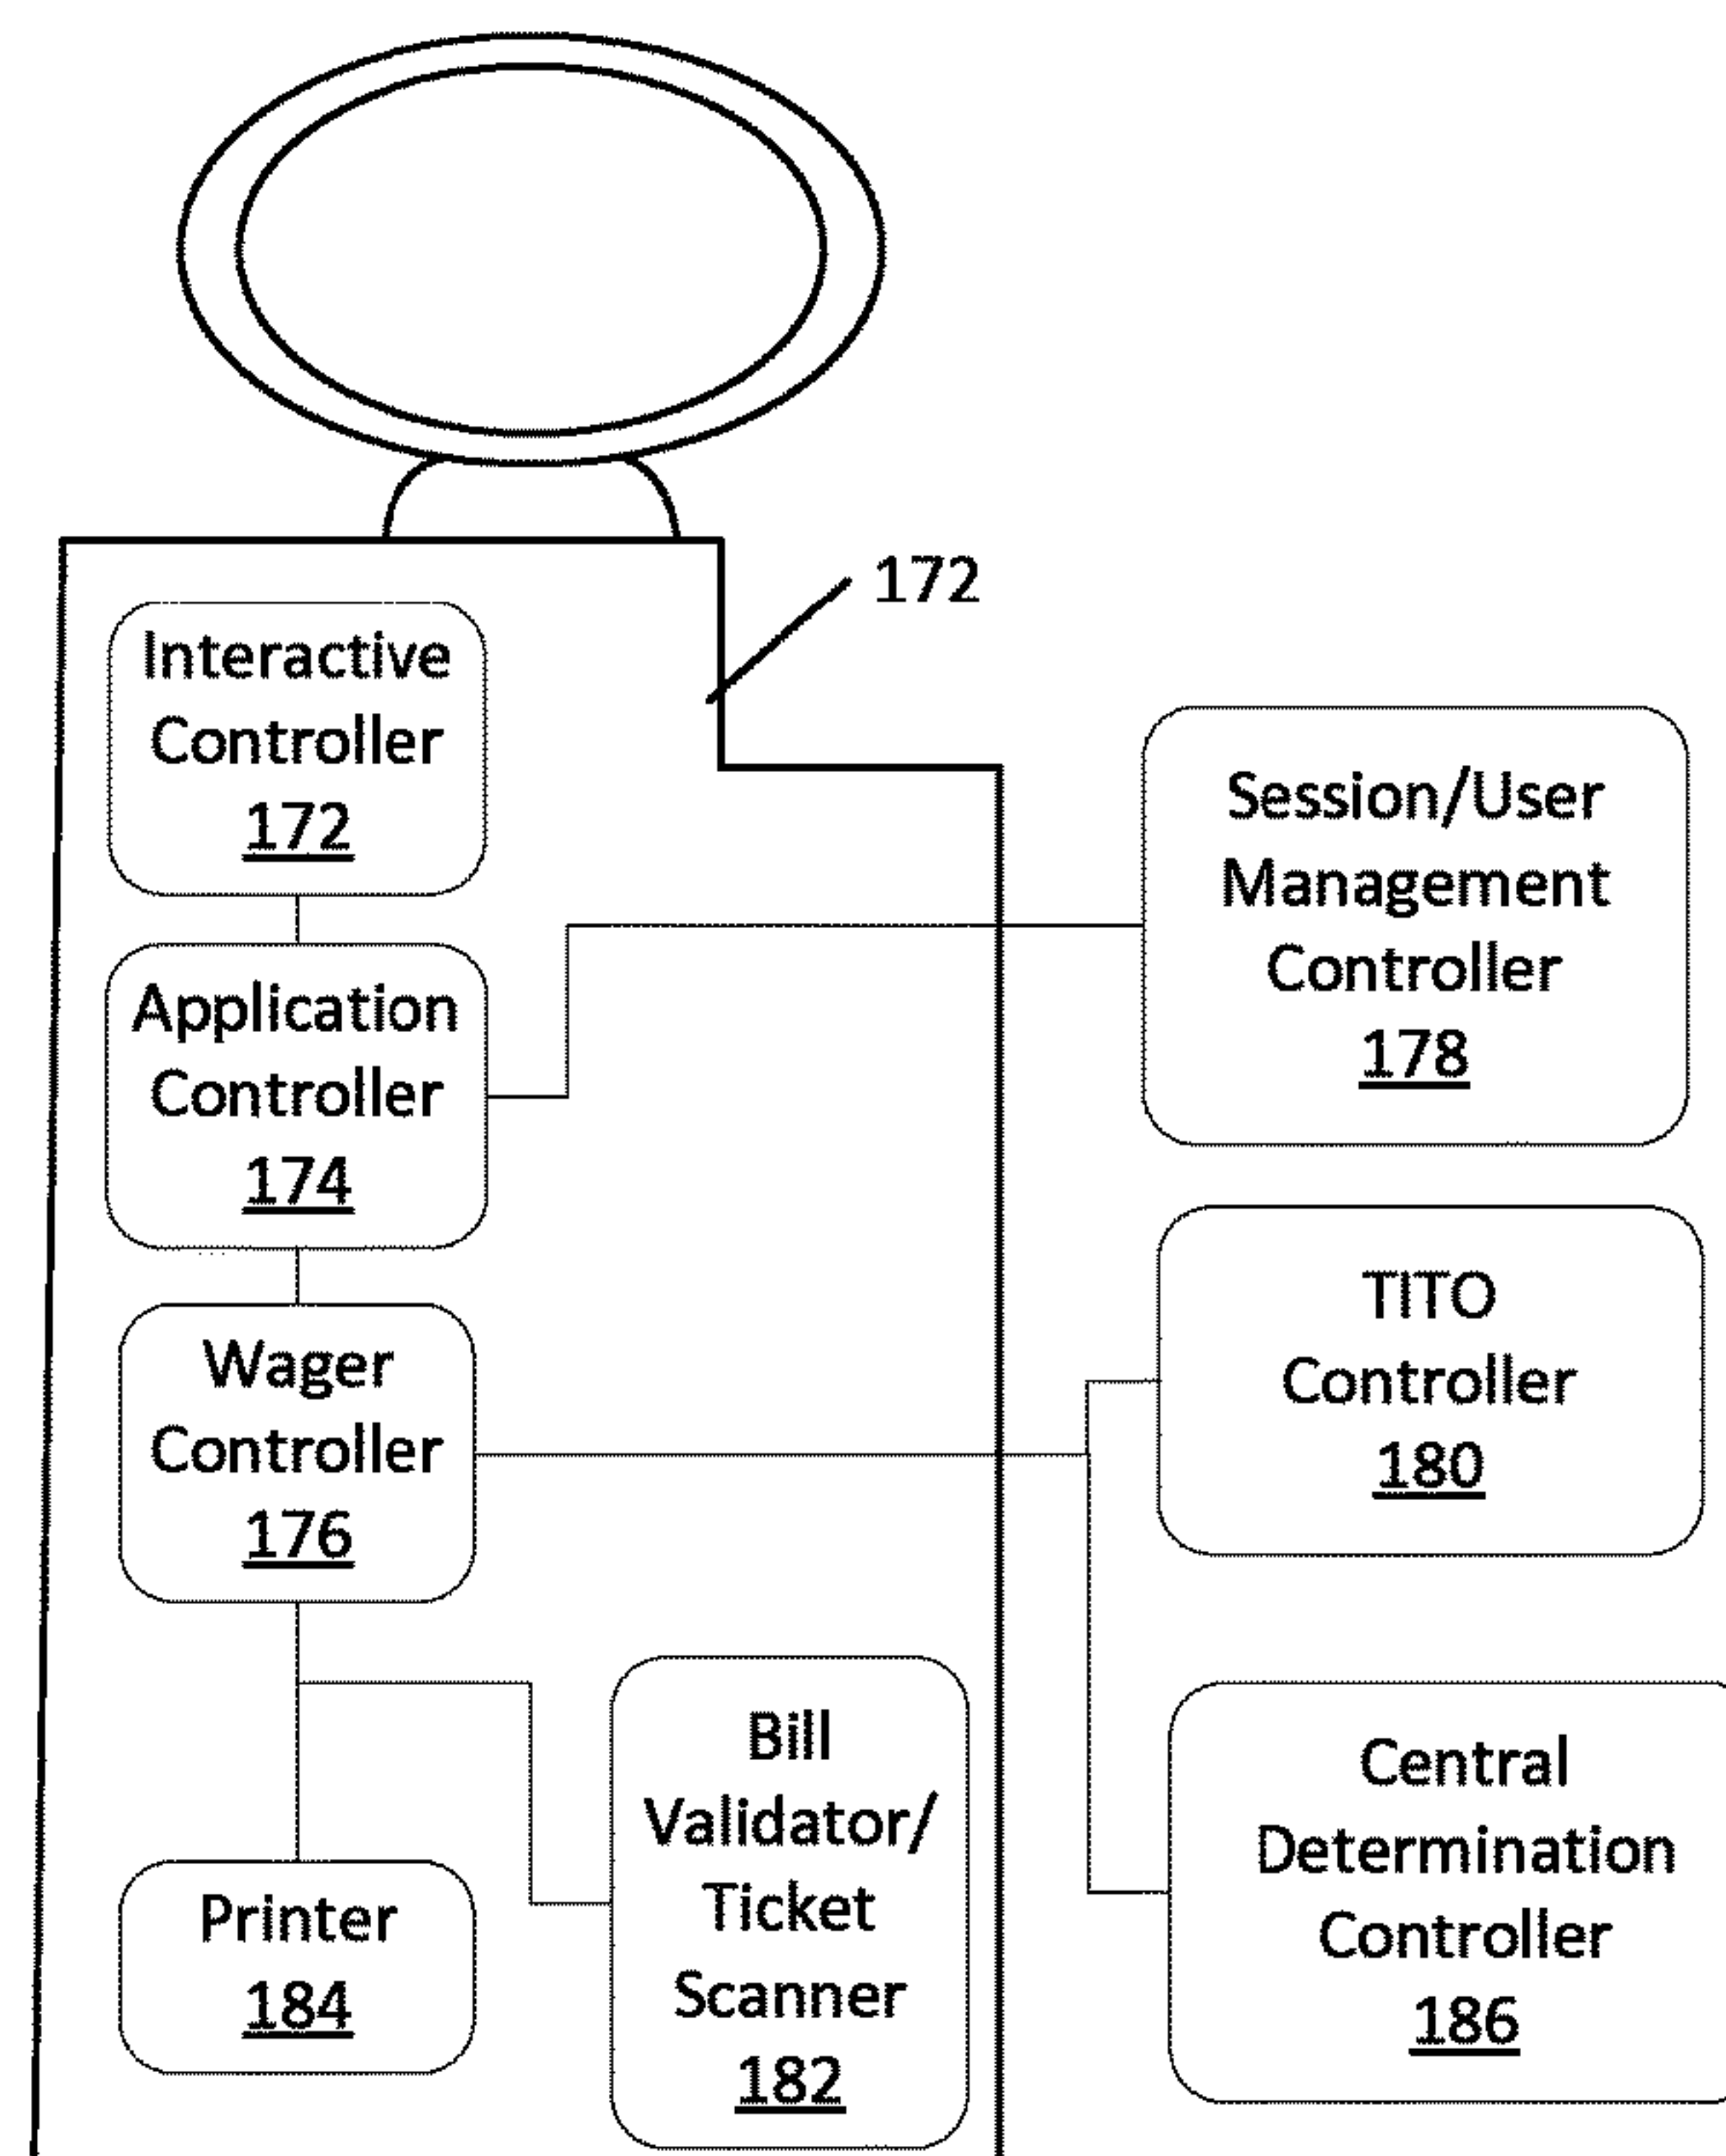 172
Interactive
Controller
172
Application
Controller
174
Wager
Controller
176
Printer
184
Bill
Validator/
Ticket
Scanner
182
Session/User
Management
Controller
178
TITO
Controller
180
Central
Determination
Controller
186